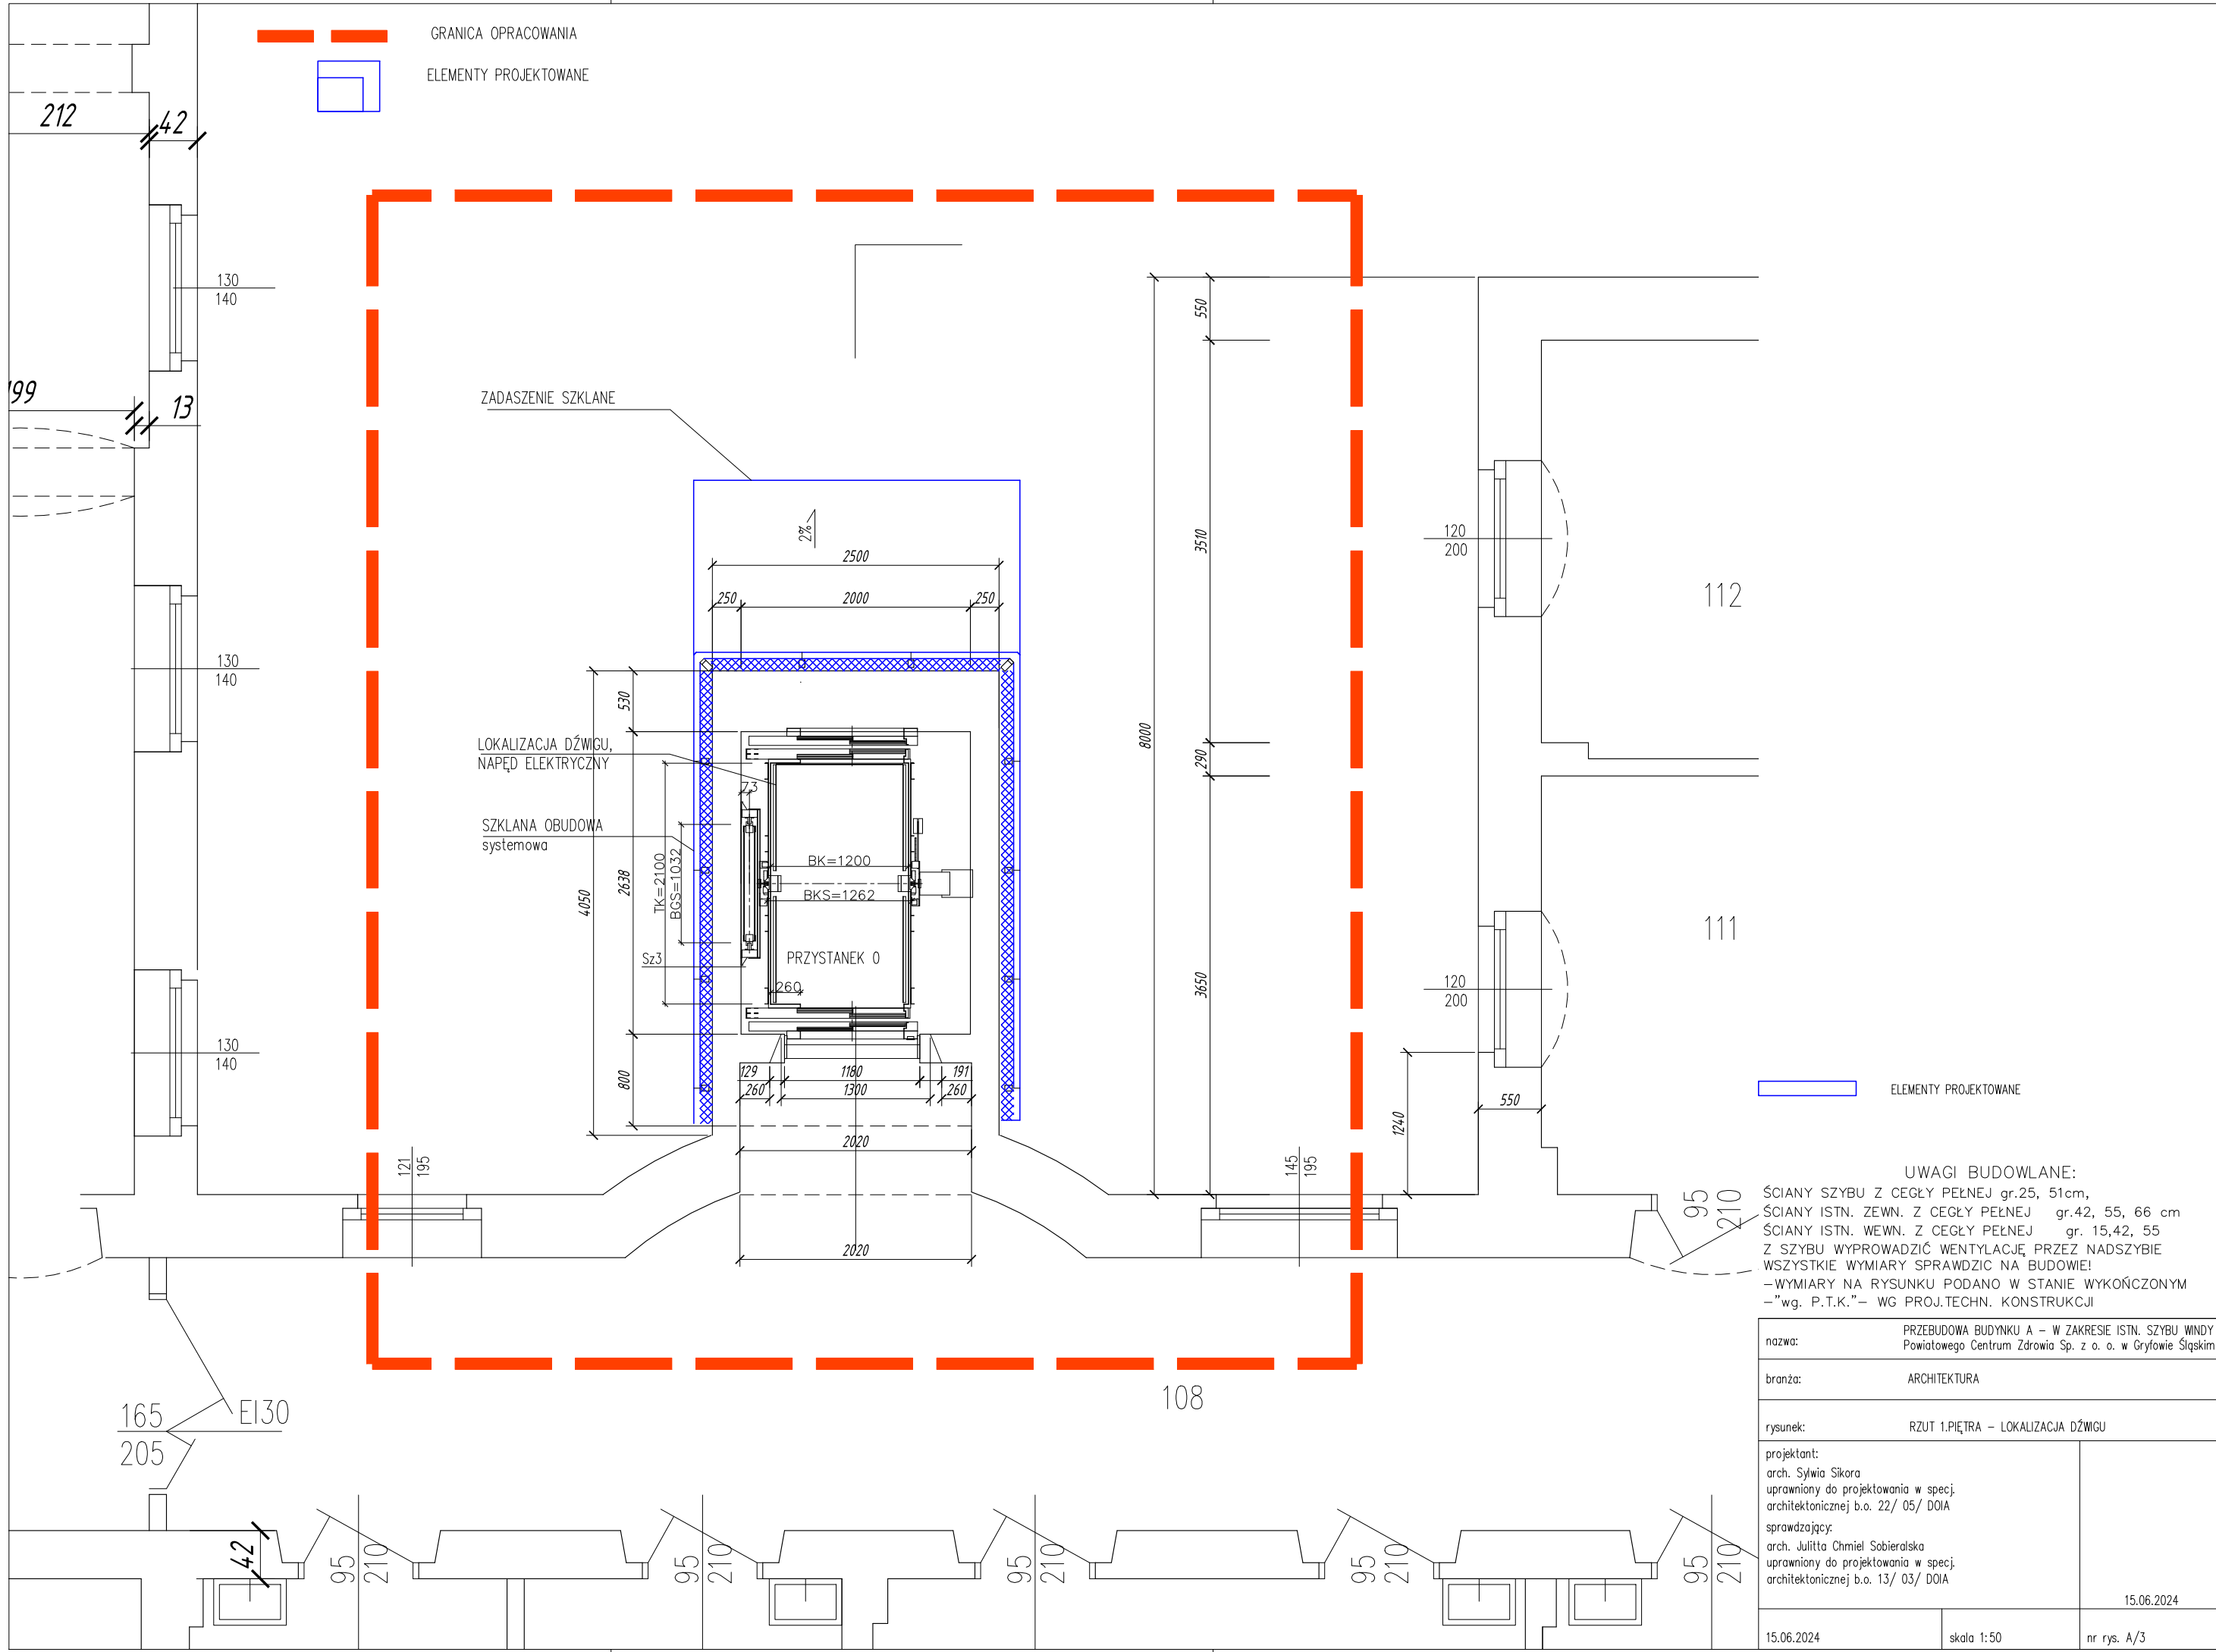 GRANICA OPRACOWANIA
ELEMENTY PROJEKTOWANE
212
42
130
140
550
199
13
ZADASZENIE SZKLANE
2%
3510
120
200
2500
250
2000
250
112
130
140
530
8000
LOKALIZACJA DŹWIGU,
NAPĘD ELEKTRYCZNY
290
73
SZKLANA OBUDOWA
systemowa
4050
2638
TK=2100
BGS=1032
BK=1200
BKS=1262
111
Sz3
PRZYSTANEK 0
260
3650
120
200
130
140
800
129
1180
191
260
1300
260
ELEMENTY PROJEKTOWANE
550
1240
2020
121
195
145
195
2020
95
210
UWAGI BUDOWLANE:
ŚCIANY SZYBU Z CEGŁY PEŁNEJ gr.25, 51cm,
ŚCIANY ISTN. ZEWN. Z CEGŁY PEŁNEJ gr.42, 55, 66 cm
ŚCIANY ISTN. WEWN. Z CEGŁY PEŁNEJ gr. 15,42, 55
Z SZYBU WYPROWADZIĆ WENTYLACJĘ PRZEZ NADSZYBIE
WSZYSTKIE WYMIARY SPRAWDZIC NA BUDOWIE!
-WYMIARY NA RYSUNKU PODANO W STANIE WYKOŃCZONYM
-"wg. P.T.K."- WG PROJ.TECHN. KONSTRUKCJI
108
165
205
EI30
42
95
210
95
210
95
210
95
210
95
210
nazwa:
PRZEBUDOWA BUDYNKU A - W ZAKRESIE ISTN. SZYBU WINDY
Powiatowego Centrum Zdrowia Sp. z o. o. w Gryfowie Śląskim
branża:
ARCHITEKTURA
rysunek:
RZUT 1.PIĘTRA - LOKALIZACJA DŹWIGU
projektant:
arch. Sylwia Sikora
uprawniony do projektowania w specj.
architektonicznej b.o. 22/ 05/ DOIA
sprawdzający:
arch. Julitta Chmiel Sobieralska
uprawniony do projektowania w specj.
architektonicznej b.o. 13/ 03/ DOIA
15.06.2024
15.06.2024
skala 1:50
nr rys. A/3